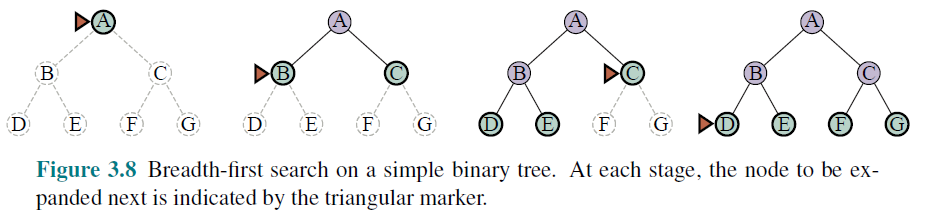 A A A A
B C B C B C B C
D E F G D E F G D E F G D E F G
Figure 3.8 Breadth-first search on a simple binary tree. At each stage, the node to be ex-
panded next is indicated by the triangular marker.